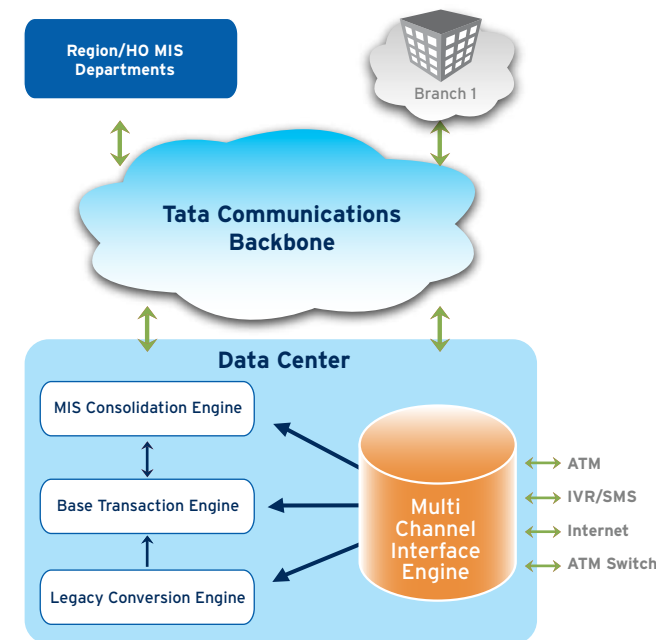 Region/HO MIS
Departments
Branch 1
Tata Communications
Backbone
Data Center
MIS Consolidation Engine
Base Transaction Engine
Legacy Conversion Engine
Multi
Channel
Interface
Engine
ATM
IVR/SMS
Internet
ATM Switch